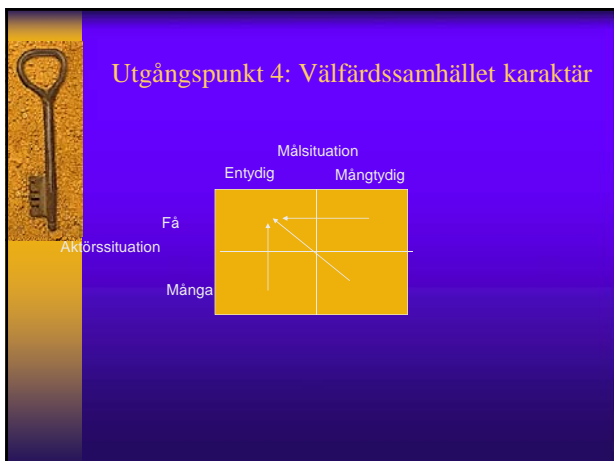 Utgångspunkt 4: Välfärdssamhället karaktär
Målsituation
Entydig Mångtydig
Få
Aktörssituation
Många